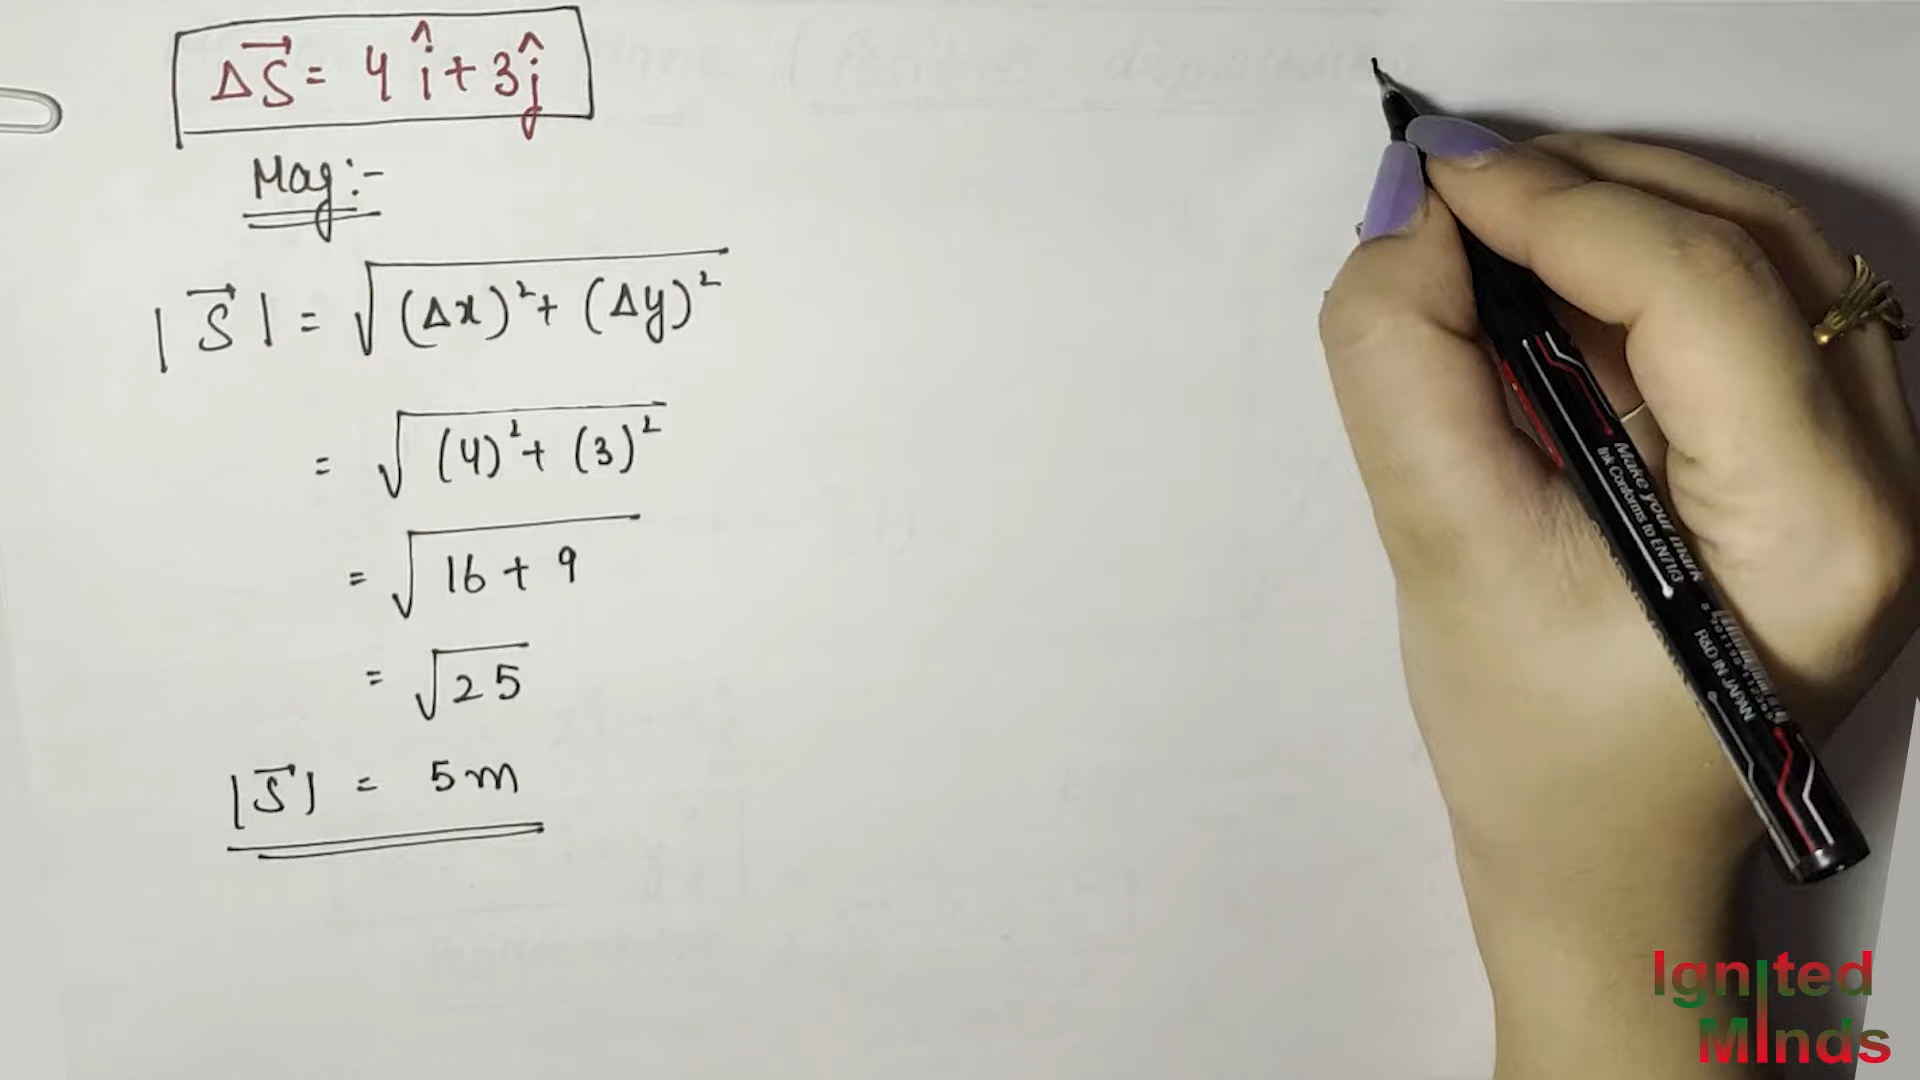 ΔS⃗ = 4î + 3ĵ
Mag:-
|S⃗| = √(Δx)² + (Δy)²
= √(4)² + (3)²
= √16 + 9
= √25
|S⃗| = 5m
Make your mark
Ink Conforms to EN71/3
R&D IN JAPAN
Ignited
Minds